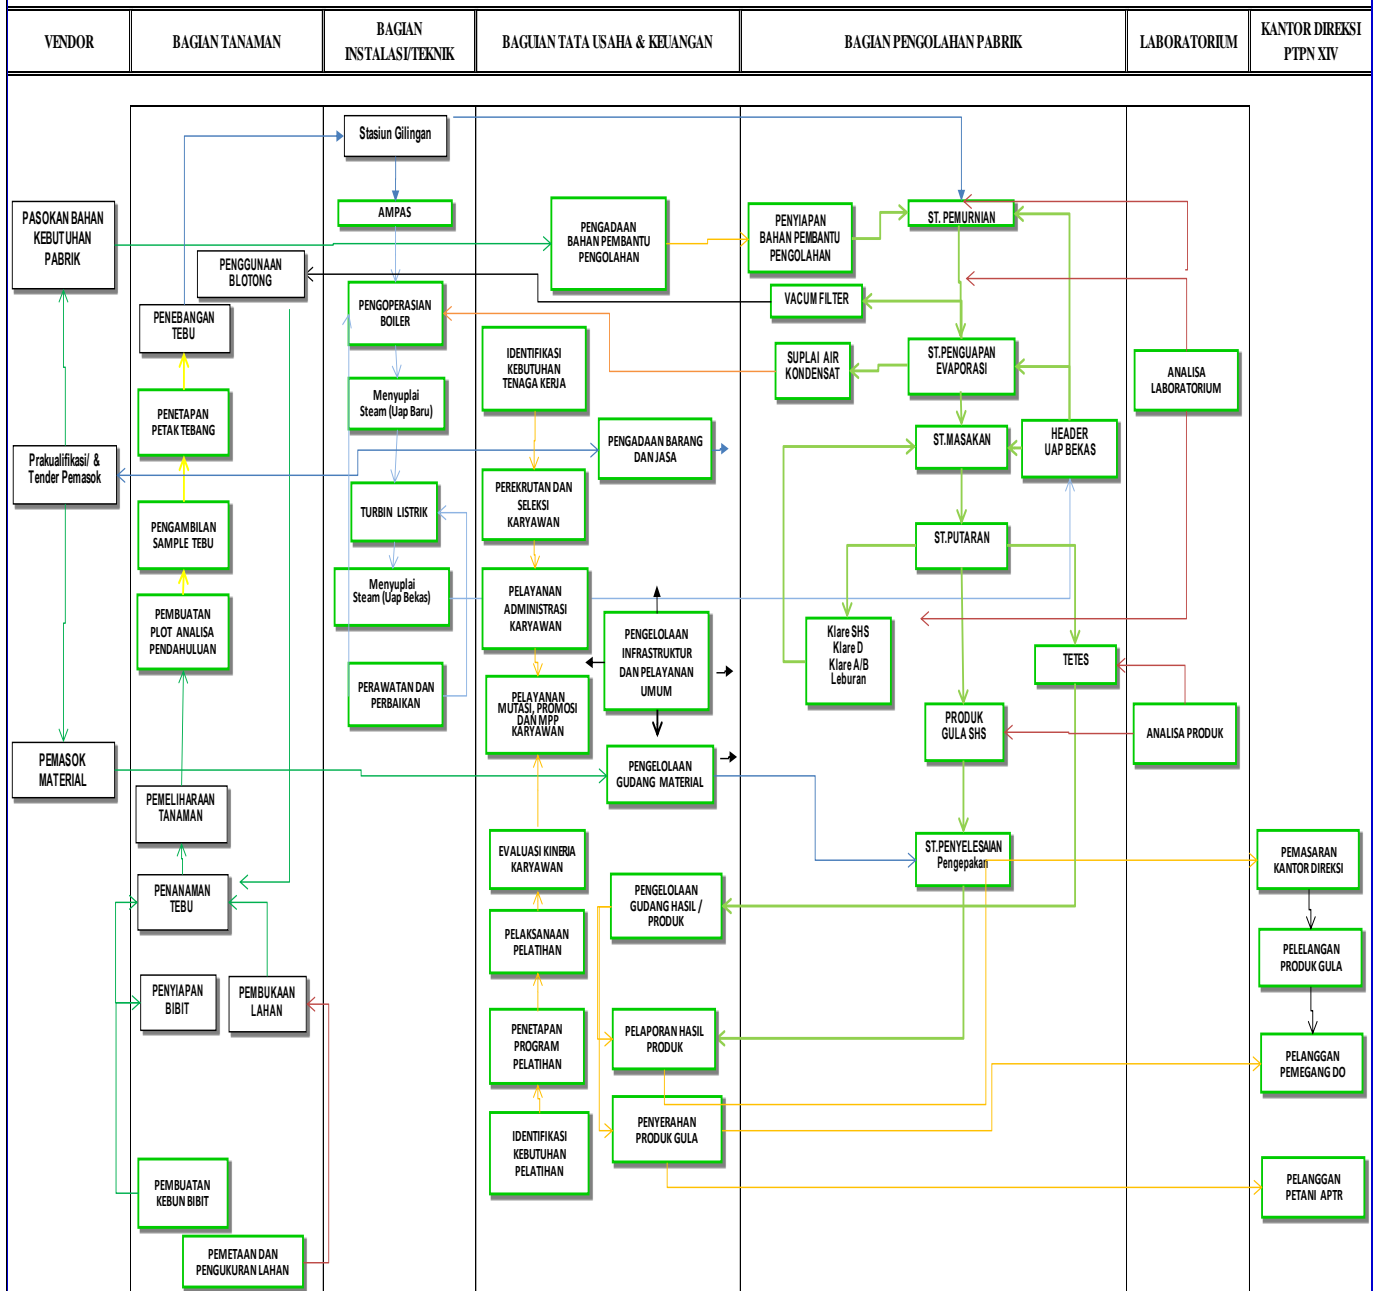 VENDOR
BAGIAN TANAMAN
BAGIAN
INSTALASI/TEKNIK
BAGUIAN TATA USAHA & KEUANGAN
BAGIAN PENGOLAHAN PABRIK
LABORATORIUM
KANTOR DIREKSI
PTPN XIV
PASOKAN BAHAN
KEBUTUHAN
PABRIK
Prakualifikasi/ &
Tender Pemasok
PEMASOK
MATERIAL
PENGGUNAAN
BLOTONG
PENEBANGAN
TEBU
PENETAPAN
PETAK TEBANG
PENGAMBILAN
SAMPLE TEBU
PEMBUATAN
PLOT ANALISA
PENDAHULUAN
PEMELIHARAAN
TANAMAN
PENANAMAN
TEBU
PENYIAPAN
BIBIT
PEMBUKAAN
LAHAN
PEMBUATAN
KEBUN BIBIT
PEMETAAN DAN
PENGUKURAN LAHAN
Stasiun Gilingan
AMPAS
PENGOPERASIAN
BOILER
Menyuplai
Steam (Uap Baru)
TURBIN LISTRIK
Menyuplai
Steam (Uap Bekas)
PERAWATAN DAN
PERBAIKAN
PENGADAAN
BAHAN PEMBANTU
PENGOLAHAN
IDENTIFIKASI
KEBUTUHAN
TENAGA KERJA
PENGADAAN BARANG
DAN JASA
PEREKRUTAN DAN
SELEKSI
KARYAWAN
PELAYANAN
ADMINISTRASI
KARYAWAN
PENGELOLAAN
INFRASTRUKTUR
DAN PELAYANAN
UMUM
PELAYANAN
MUTASI, PROMOSI
DAN MPP
KARYAWAN
PENGELOLAAN
GUDANG MATERIAL
EVALUASI KINERJA
KARYAWAN
PENGELOLAAN
GUDANG HASIL /
PRODUK
PELAKSANAAN
PELATIHAN
PENETAPAN
PROGRAM
PELATIHAN
PELAPORAN HASIL
PRODUK
IDENTIFIKASI
KEBUTUHAN
PELATIHAN
PENYERAHAN
PRODUK GULA
PENYIAPAN
BAHAN PEMBANTU
PENGOLAHAN
ST. PEMURNIAN
VACUM FILTER
SUPLAI AIR
KONDENSAT
ST.PENGUAPAN
EVAPORASI
ST.MASAKAN
HEADER
UAP BEKAS
ST.PUTARAN
Klare SHS
Klare D
Klare A/B
Leburan
TETES
PRODUK
GULA SHS
ST.PENYELESAIAN
Pengepakan
ANALISA
LABORATORIUM
ANALISA PRODUK
PEMASARAN
KANTOR DIREKSI
PELELANGAN
PRODUK GULA
PELANGGAN
PEMEGANG DO
PELANGGAN
PETANI APTR